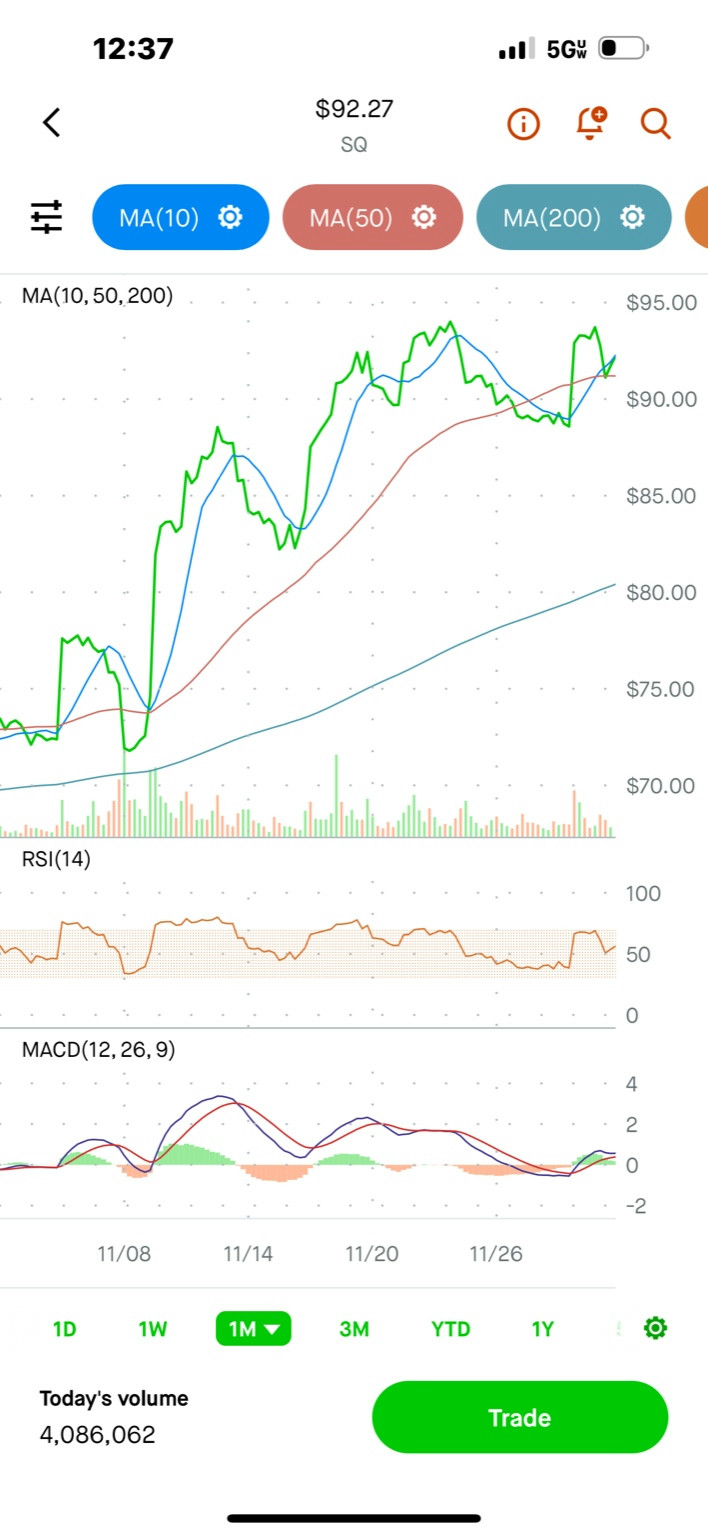 12:37
5GUW
$92.27
SQ
MA(10)
MA(50)
MA(200)
MA(10,50,200)
$95.00
$90.00
$85.00
$80.00
$75.00
$70.00
RSI(14)
100
50
0
MACD(12,26,9)
4
2
0
-2
11/08 11/14 11/20 11/26
1D 1W 1M 3M YTD 1Y
Today's volume
4,086,062
Trade